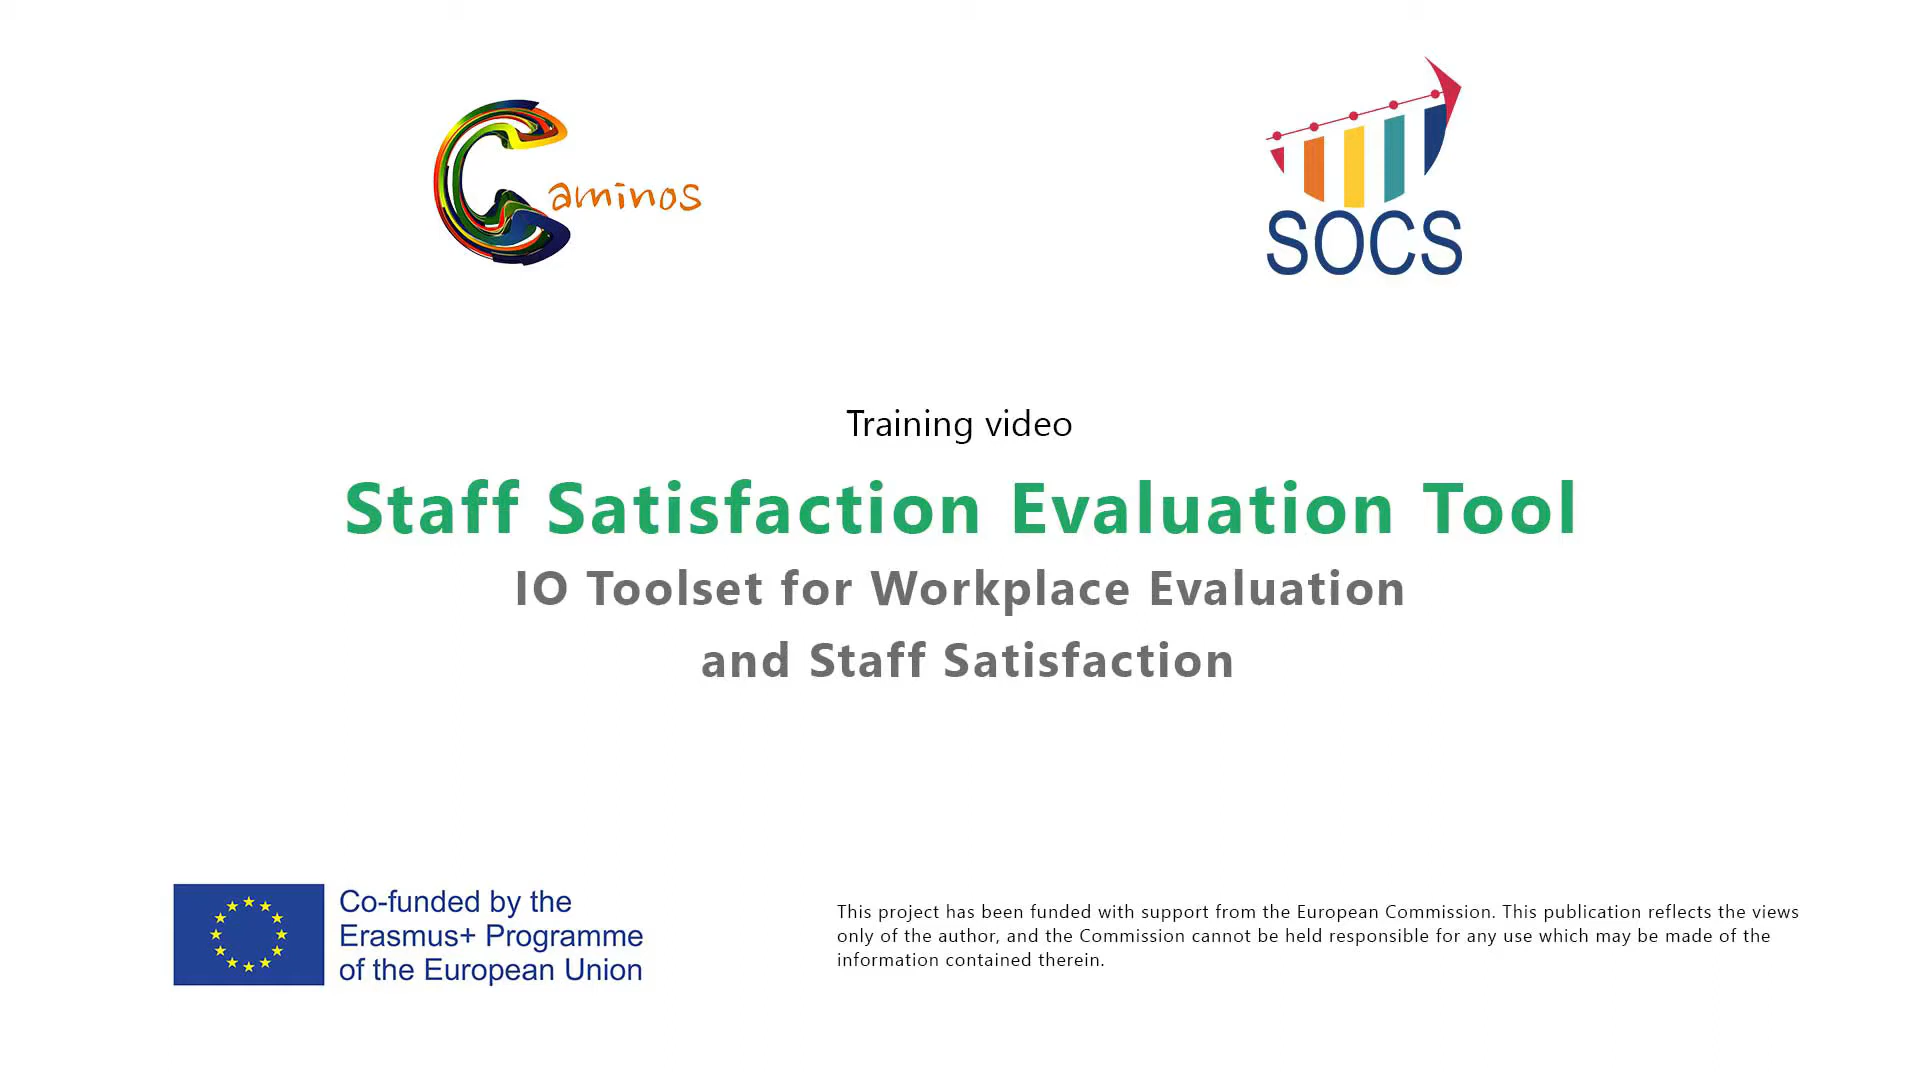 Caminos
SOCS
Training video
Staff Satisfaction Evaluation Tool
IO Toolset for Workplace Evaluation
and Staff Satisfaction
Co-funded by the
Erasmus+ Programme
of the European Union
This project has been funded with support from the European Commission. This publication reflects the views
only of the author, and the Commission cannot be held responsible for any use which may be made of the
information contained therein.